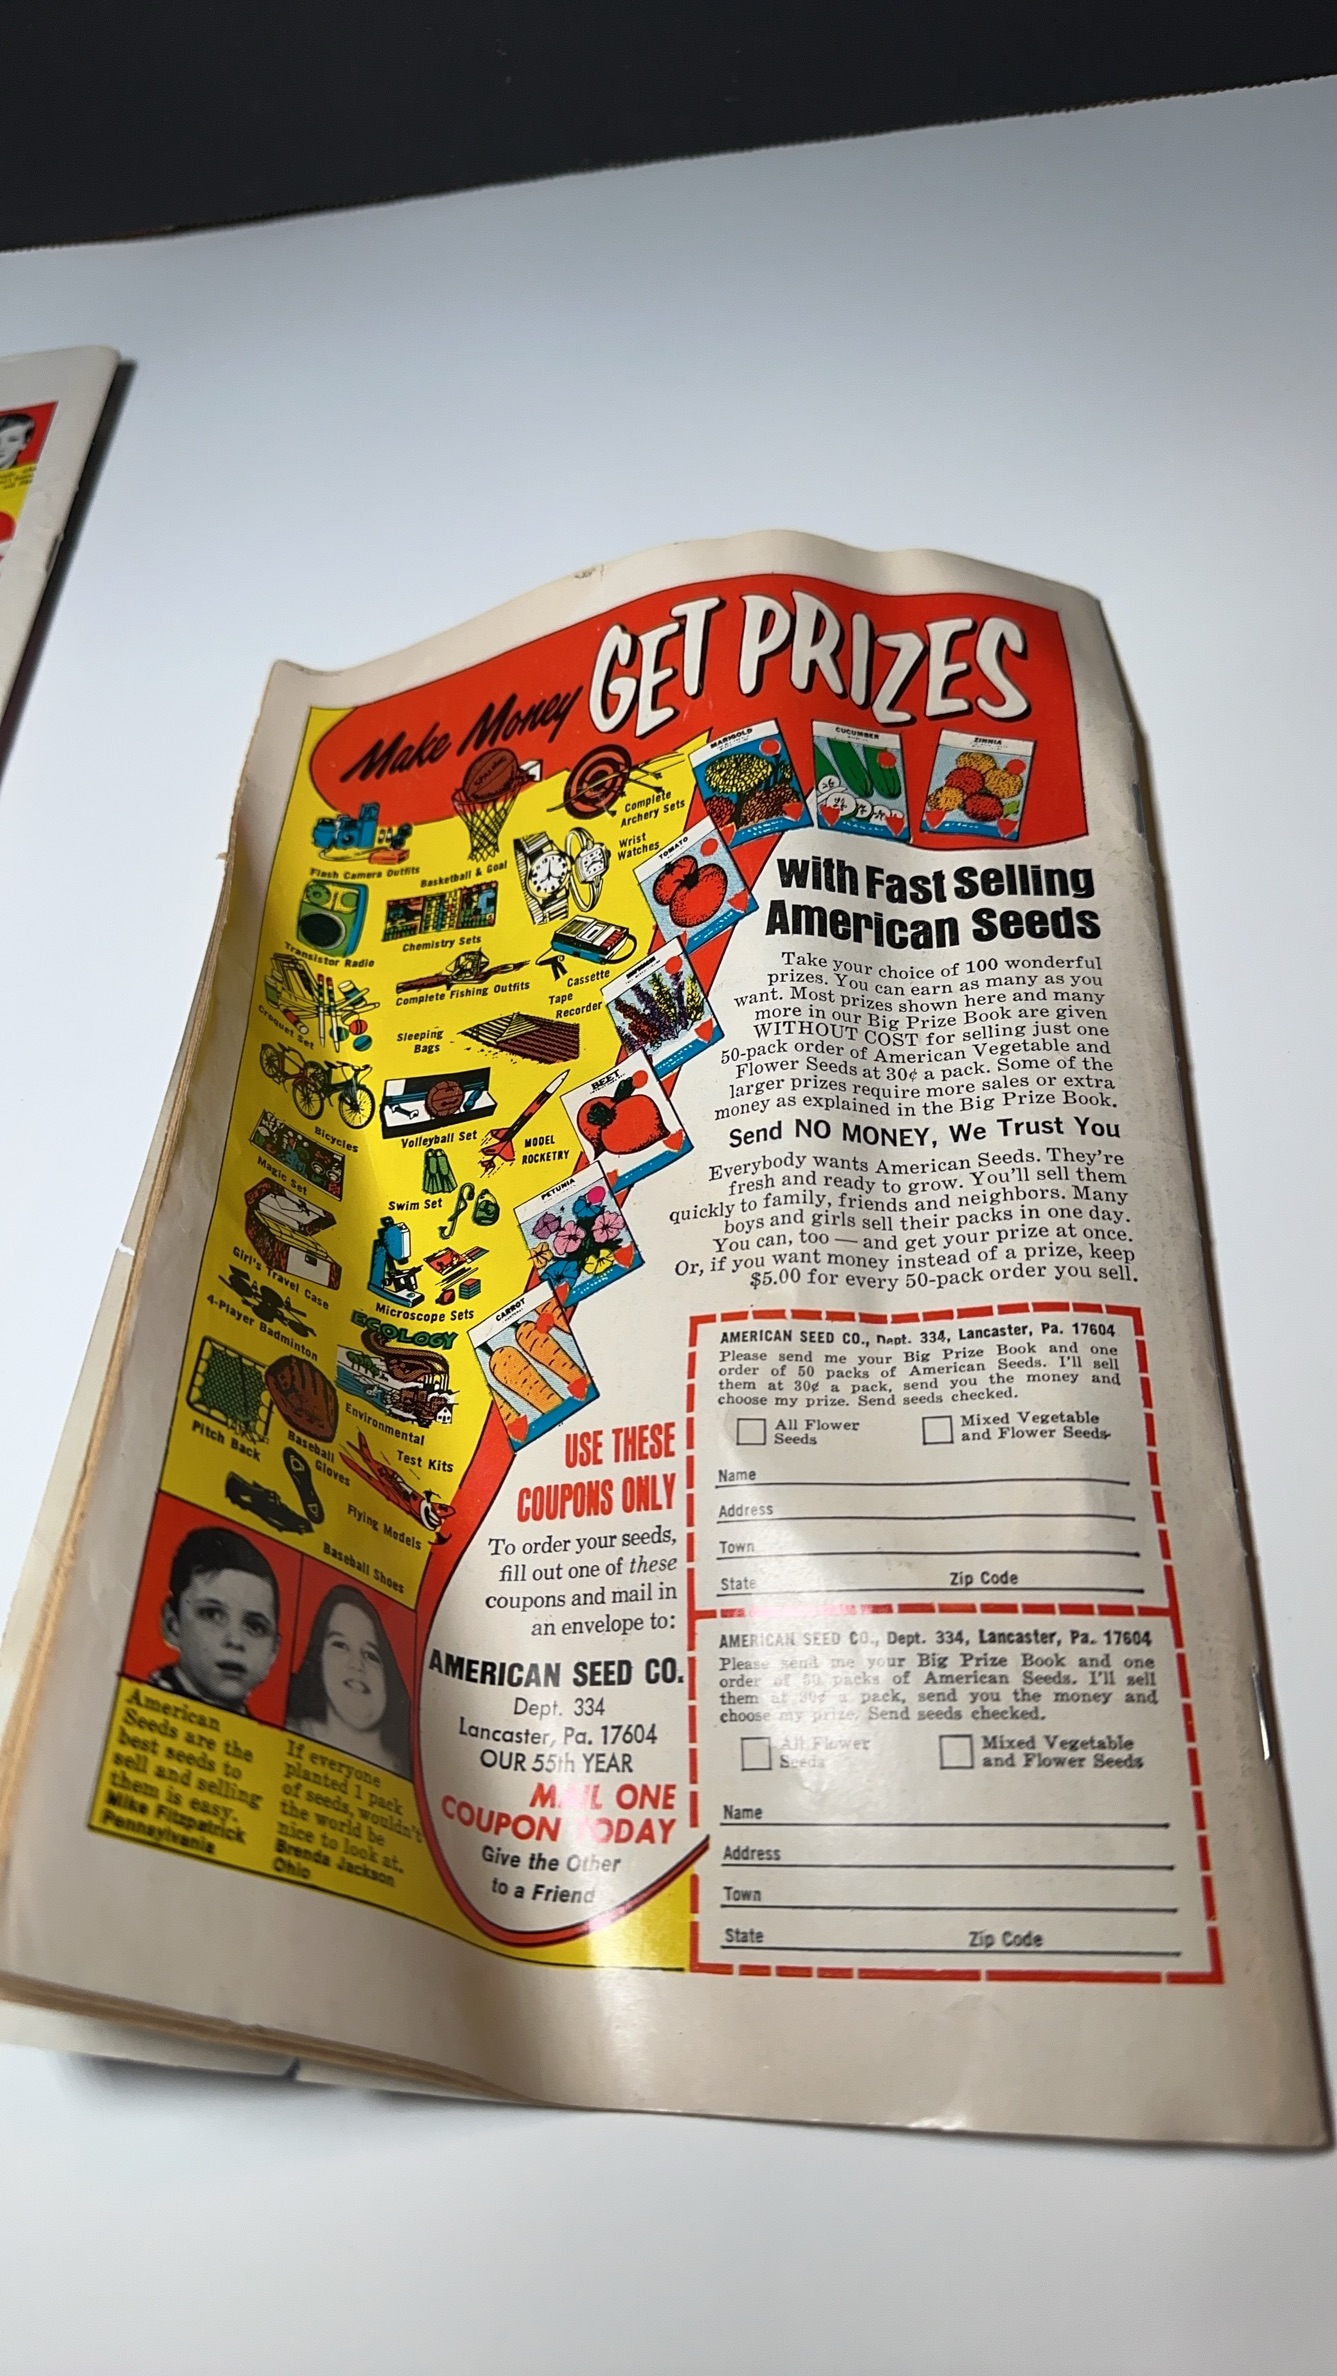 Make Money GET PRIZES
SPALDING
MARIGOLD
CUCUMBER
ZINNIA
TOMATO
BEET
PETUNIA
CARROT
Flash Camera Outfits
Basketball & Goal
Complete
Archery Sets
Wrist
Watches
Transistor Radio
Chemistry Sets
Complete Fishing Outfits
Cassette
Tape
Recorder
Croquet Set
Sleeping
Bags
Bicycles
Volleyball Set
MODEL
ROCKETRY
Magic Set
Swim Set
Girl's Travel Case
Microscope Sets
4-Player Badminton
ECOLOGY
Environmental
Test Kits
Pitch Back
Baseball
Gloves
Flying Models
Baseball Shoes
with Fast Selling
American Seeds
Take your choice of 100 wonderful
prizes. You can earn as many as you
want. Most prizes shown here and many
more in our Big Prize Book are given
WITHOUT COST for selling just one
50-pack order of American Vegetable and
Flower Seeds at 30¢ a pack. Some of the
larger prizes require more sales or extra
money as explained in the Big Prize Book.
Send NO MONEY, We Trust You
Everybody wants American Seeds. They're
fresh and ready to grow. You'll sell them
quickly to family, friends and neighbors. Many
boys and girls sell their packs in one day.
You can, too — and get your prize at once.
Or, if you want money instead of a prize, keep
$5.00 for every 50-pack order you sell.
American
Seeds are the
best seeds to
sell and selling
them is easy.
Mike Fitzpatrick
Pennsylvania
If everyone
planted 1 pack
of seeds, wouldn't
the world be
nice to look at.
Brenda Jackson
Ohio
USE THESE
COUPONS ONLY
To order your seeds,
fill out one of these
coupons and mail in
an envelope to:
AMERICAN SEED CO.
Dept. 334
Lancaster, Pa. 17604
OUR 55th YEAR
MAIL ONE
COUPON TODAY
Give the Other
to a Friend
AMERICAN SEED CO., Dept. 334, Lancaster, Pa. 17604
Please send me your Big Prize Book and one
order of 50 packs of American Seeds. I'll sell
them at 30¢ a pack, send you the money and
choose my prize. Send seeds checked.
All Flower
Seeds
Mixed Vegetable
and Flower Seeds
Name
Address
Town
State Zip Code
AMERICAN SEED CO., Dept. 334, Lancaster, Pa. 17604
Please send me your Big Prize Book and one
order of 50 packs of American Seeds. I'll sell
them at 30¢ a pack, send you the money and
choose my prize. Send seeds checked.
All Flower
Seeds
Mixed Vegetable
and Flower Seeds
Name
Address
Town
State Zip Code